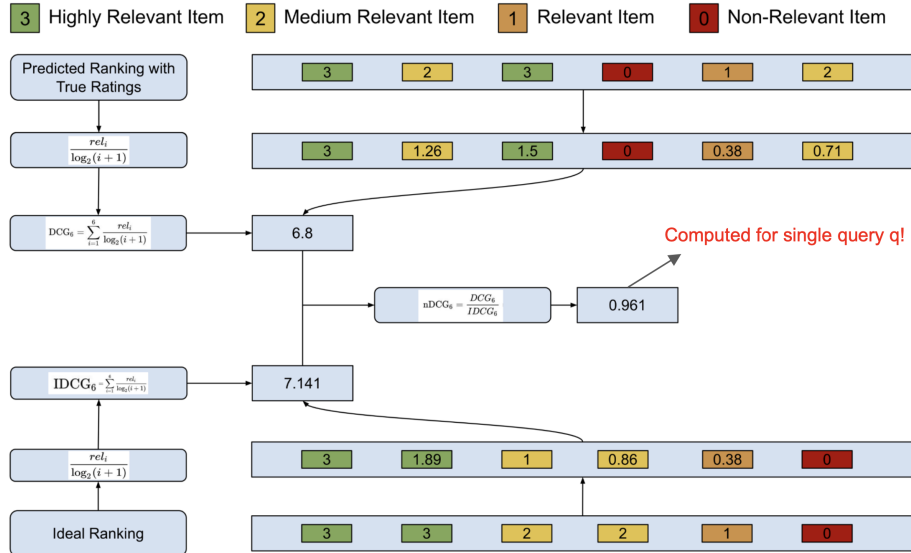 3 Highly Relevant Item 2 Medium Relevant Item 1 Relevant Item 0 Non-Relevant Item
Predicted Ranking with
True Ratings
3 2 3 0 1 2
rel_i / log_2(i+1)
3 1.26 1.5 0 0.38 0.71
DCG_6 = ∑_{i=1}^{6} rel_i / log_2(i+1)
6.8
Computed for single query q!
nDCG_6 = DCG_6 / IDCG_6
0.961
IDCG_6 = ∑_{i=1}^{6} rel_i / log_2(i+1)
7.141
rel_i / log_2(i+1)
3 1.89 1 0.86 0.38 0
Ideal Ranking
3 3 2 2 1 0